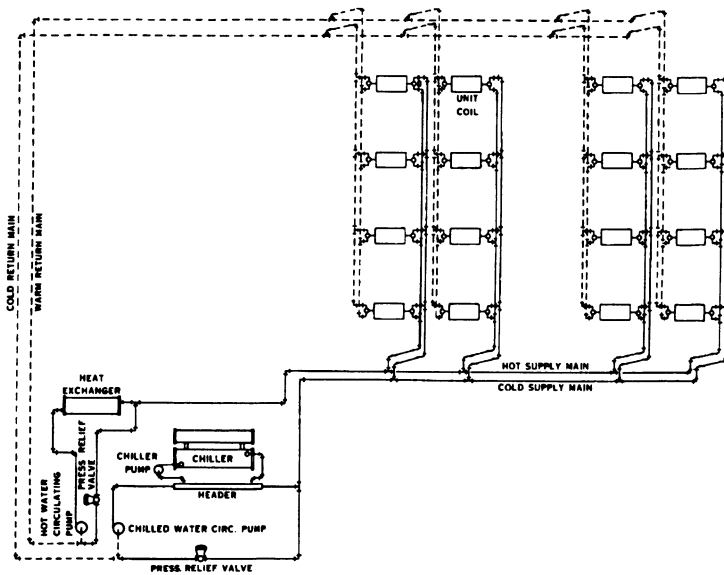 UNIT
COIL
COLD RETURN MAIN
WARM RETURN MAIN
HOT SUPPLY MAIN
COLD SUPPLY MAIN
HEAT
EXCHANGER
PRESS RELIEF
VALVE
CHILLER
PUMP
CHILLER
HEADER
HOT WATER
CIRCULATING
PUMP
CHILLED WATER CIRC. PUMP
PRESS. RELIEF VALVE